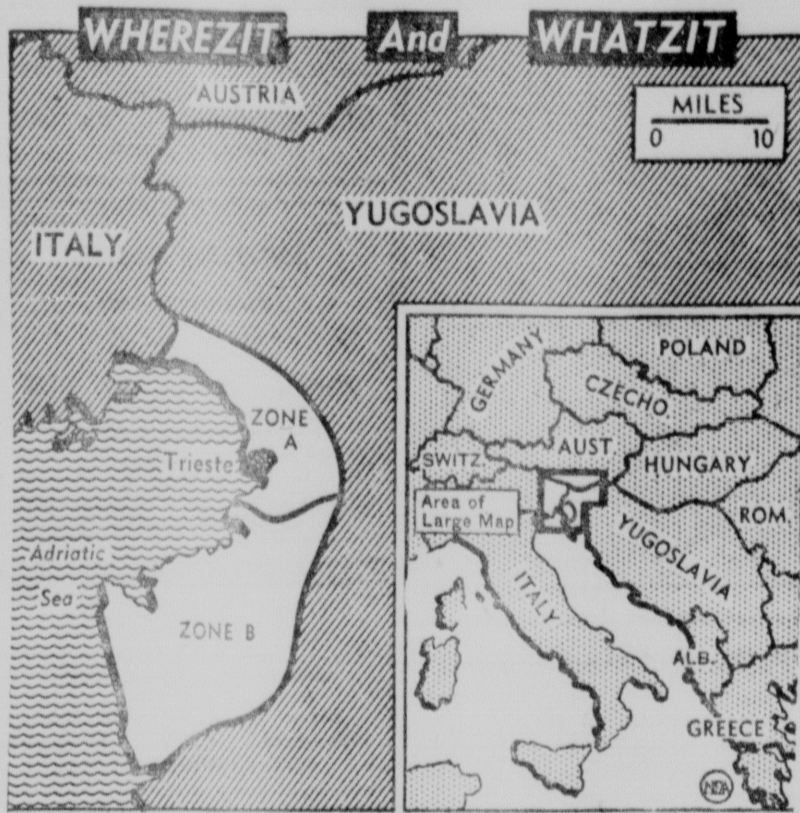 WHEREZIT And WHATZIT
AUSTRIA
MILES
0 10
ITALY
YUGOSLAVIA
ZONE
A
Trieste
Adriatic
Sea
ZONE B
GERMANY
POLAND
CZECHO
AUST.
SWITZ.
HUNGARY
Area of
Large Map
ROM.
YUGOSLAVIA
ITALY
ALB.
GREECE
NEA